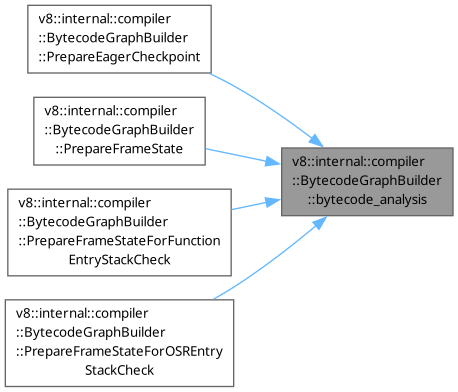 v8::internal::compiler
::BytecodeGraphBuilder
::PrepareEagerCheckpoint
v8::internal::compiler
::BytecodeGraphBuilder
::PrepareFrameState
v8::internal::compiler
::BytecodeGraphBuilder
::bytecode_analysis
v8::internal::compiler
::BytecodeGraphBuilder
::PrepareFrameStateForFunction
EntryStackCheck
v8::internal::compiler
::BytecodeGraphBuilder
::PrepareFrameStateForOSREntry
StackCheck